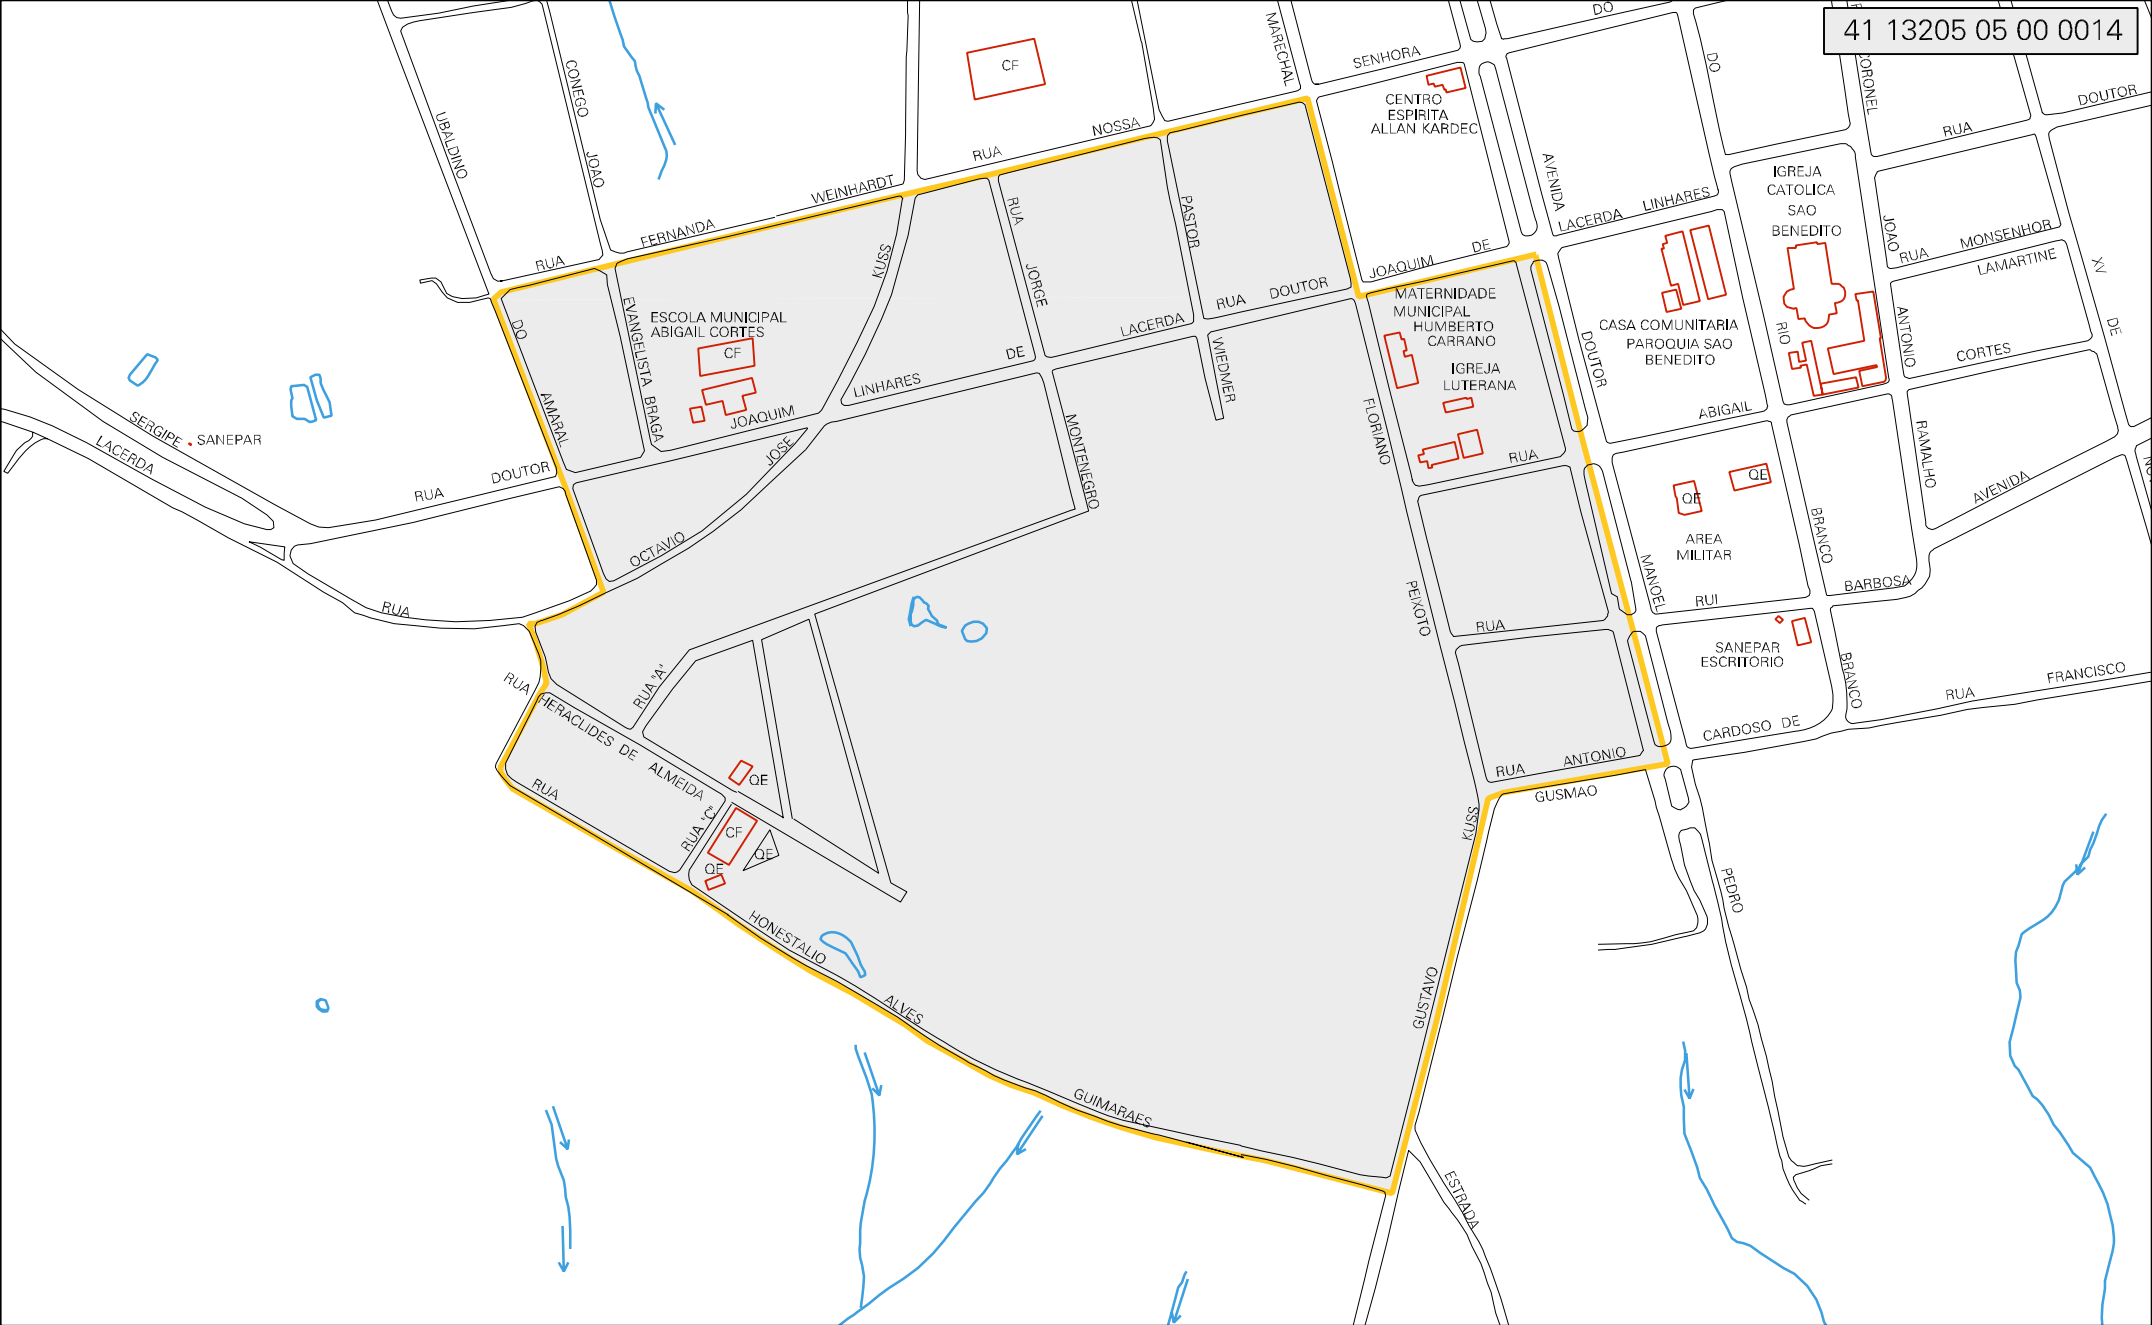 41 13205 05 00 0014
DO
MARECHAL
SENHORA
CONEGO
JOAO
UBALDINO
CF
CENTRO
ESPIRITA
ALLAN KARDEC
NOSSA
RUA
WEINHARDT
FERNANDA
RUA
DO
CORONEL
DOUTOR
RUA
AVENIDA
LINHARES
LACERDA
IGREJA
CATOLICA
SAO
BENEDITO
JOAO
MONSENHOR
RUA
LAMARTINE
XV
DE
KUSS
RUA
JORGE
PASTOR
DE
JOAQUIM
DOUTOR
RUA
LACERDA
DE
LINHARES
JOAQUIM
WIEDMER
DO
AMARAL
EVANGELISTA BRAGA
ESCOLA MUNICIPAL
ABIGAIL CORTES
CF
MATERNIDADE
MUNICIPAL
HUMBERTO
CARRANO
IGREJA
LUTERANA
DOUTOR
CASA COMUNITARIA
PAROQUIA SAO
BENEDITO
RIO
ANTONIO
CORTES
ABIGAIL
SERGIPE
SANEPAR
LACERDA
RUA
DOUTOR
JOSE
OCTAVIO
MONTENEGRO
FLORIANO
RUA
QE
QE
AREA
MILITAR
BRANCO
RAMALHO
AVENIDA
BARBOSA
RUI
MANOEL
PEIXOTO
RUA
RUA
SANEPAR
ESCRITORIO
BRANCO
FRANCISCO
RUA
CARDOSO DE
RUA
HERACLIDES DE ALMEIDA
RUA "A"
RUA
QE
RUA "C"
CF
QE
QE
RUA
ANTONIO
GUSMAO
KUSS
GUSTAVO
PEDRO
HONESTALIO
ALVES
GUIMARAES
ESTRADA